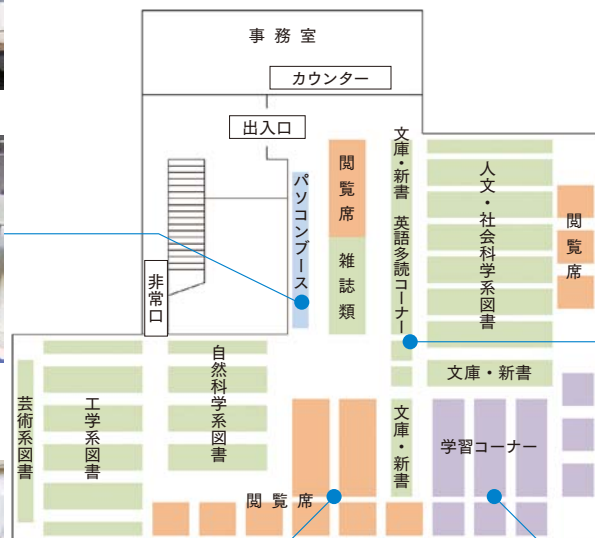 事務室
カウンター
出入口
パソコンブース
閲覧席
雑誌類
文庫・新書 英語多読コーナー
人文・社会科学系図書
閲覧席
非常口
芸術系図書
工学系図書
自然科学系図書
文庫・新書
文庫・新書
学習コーナー
閲覧席